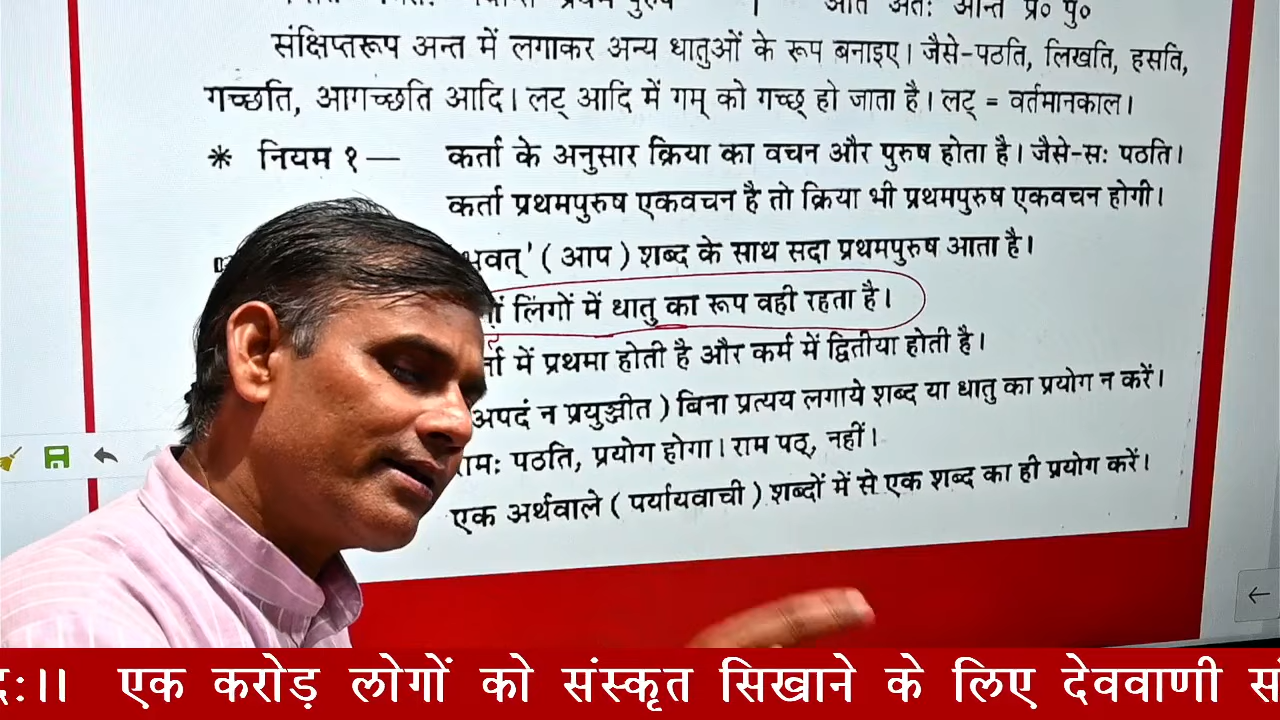 संक्षिप्तरूप अन्त में लगाकर अन्य धातुओं के रूप बनाइए। जैसे-पठति, लिखति, हसति,
गच्छति, आगच्छति आदि। लट् आदि में गम् को गच्छ् हो जाता है। लट् = वर्तमानकाल।
* नियम १— कर्ता के अनुसार क्रिया का वचन और पुरुष होता है। जैसे-सः पठति।
कर्ता प्रथमपुरुष एकवचन है तो क्रिया भी प्रथमपुरुष एकवचन होगी।
( आप ) शब्द के साथ सदा प्रथमपुरुष आता है।
लिंगों में धातु का रूप वही रहता है।
में प्रथमा होती है और कर्म में द्वितीया होती है।
अपदं न प्रयुञ्जीत ) बिना प्रत्यय लगाये शब्द या धातु का प्रयोग न करें।
पठति, प्रयोग होगा। राम पठ्, नहीं।
एक अर्थवाले ( पर्यायवाची ) शब्दों में से एक शब्द का ही प्रयोग करें।
एक करोड़ लोगों को संस्कृत सिखाने के लिए देववाणी